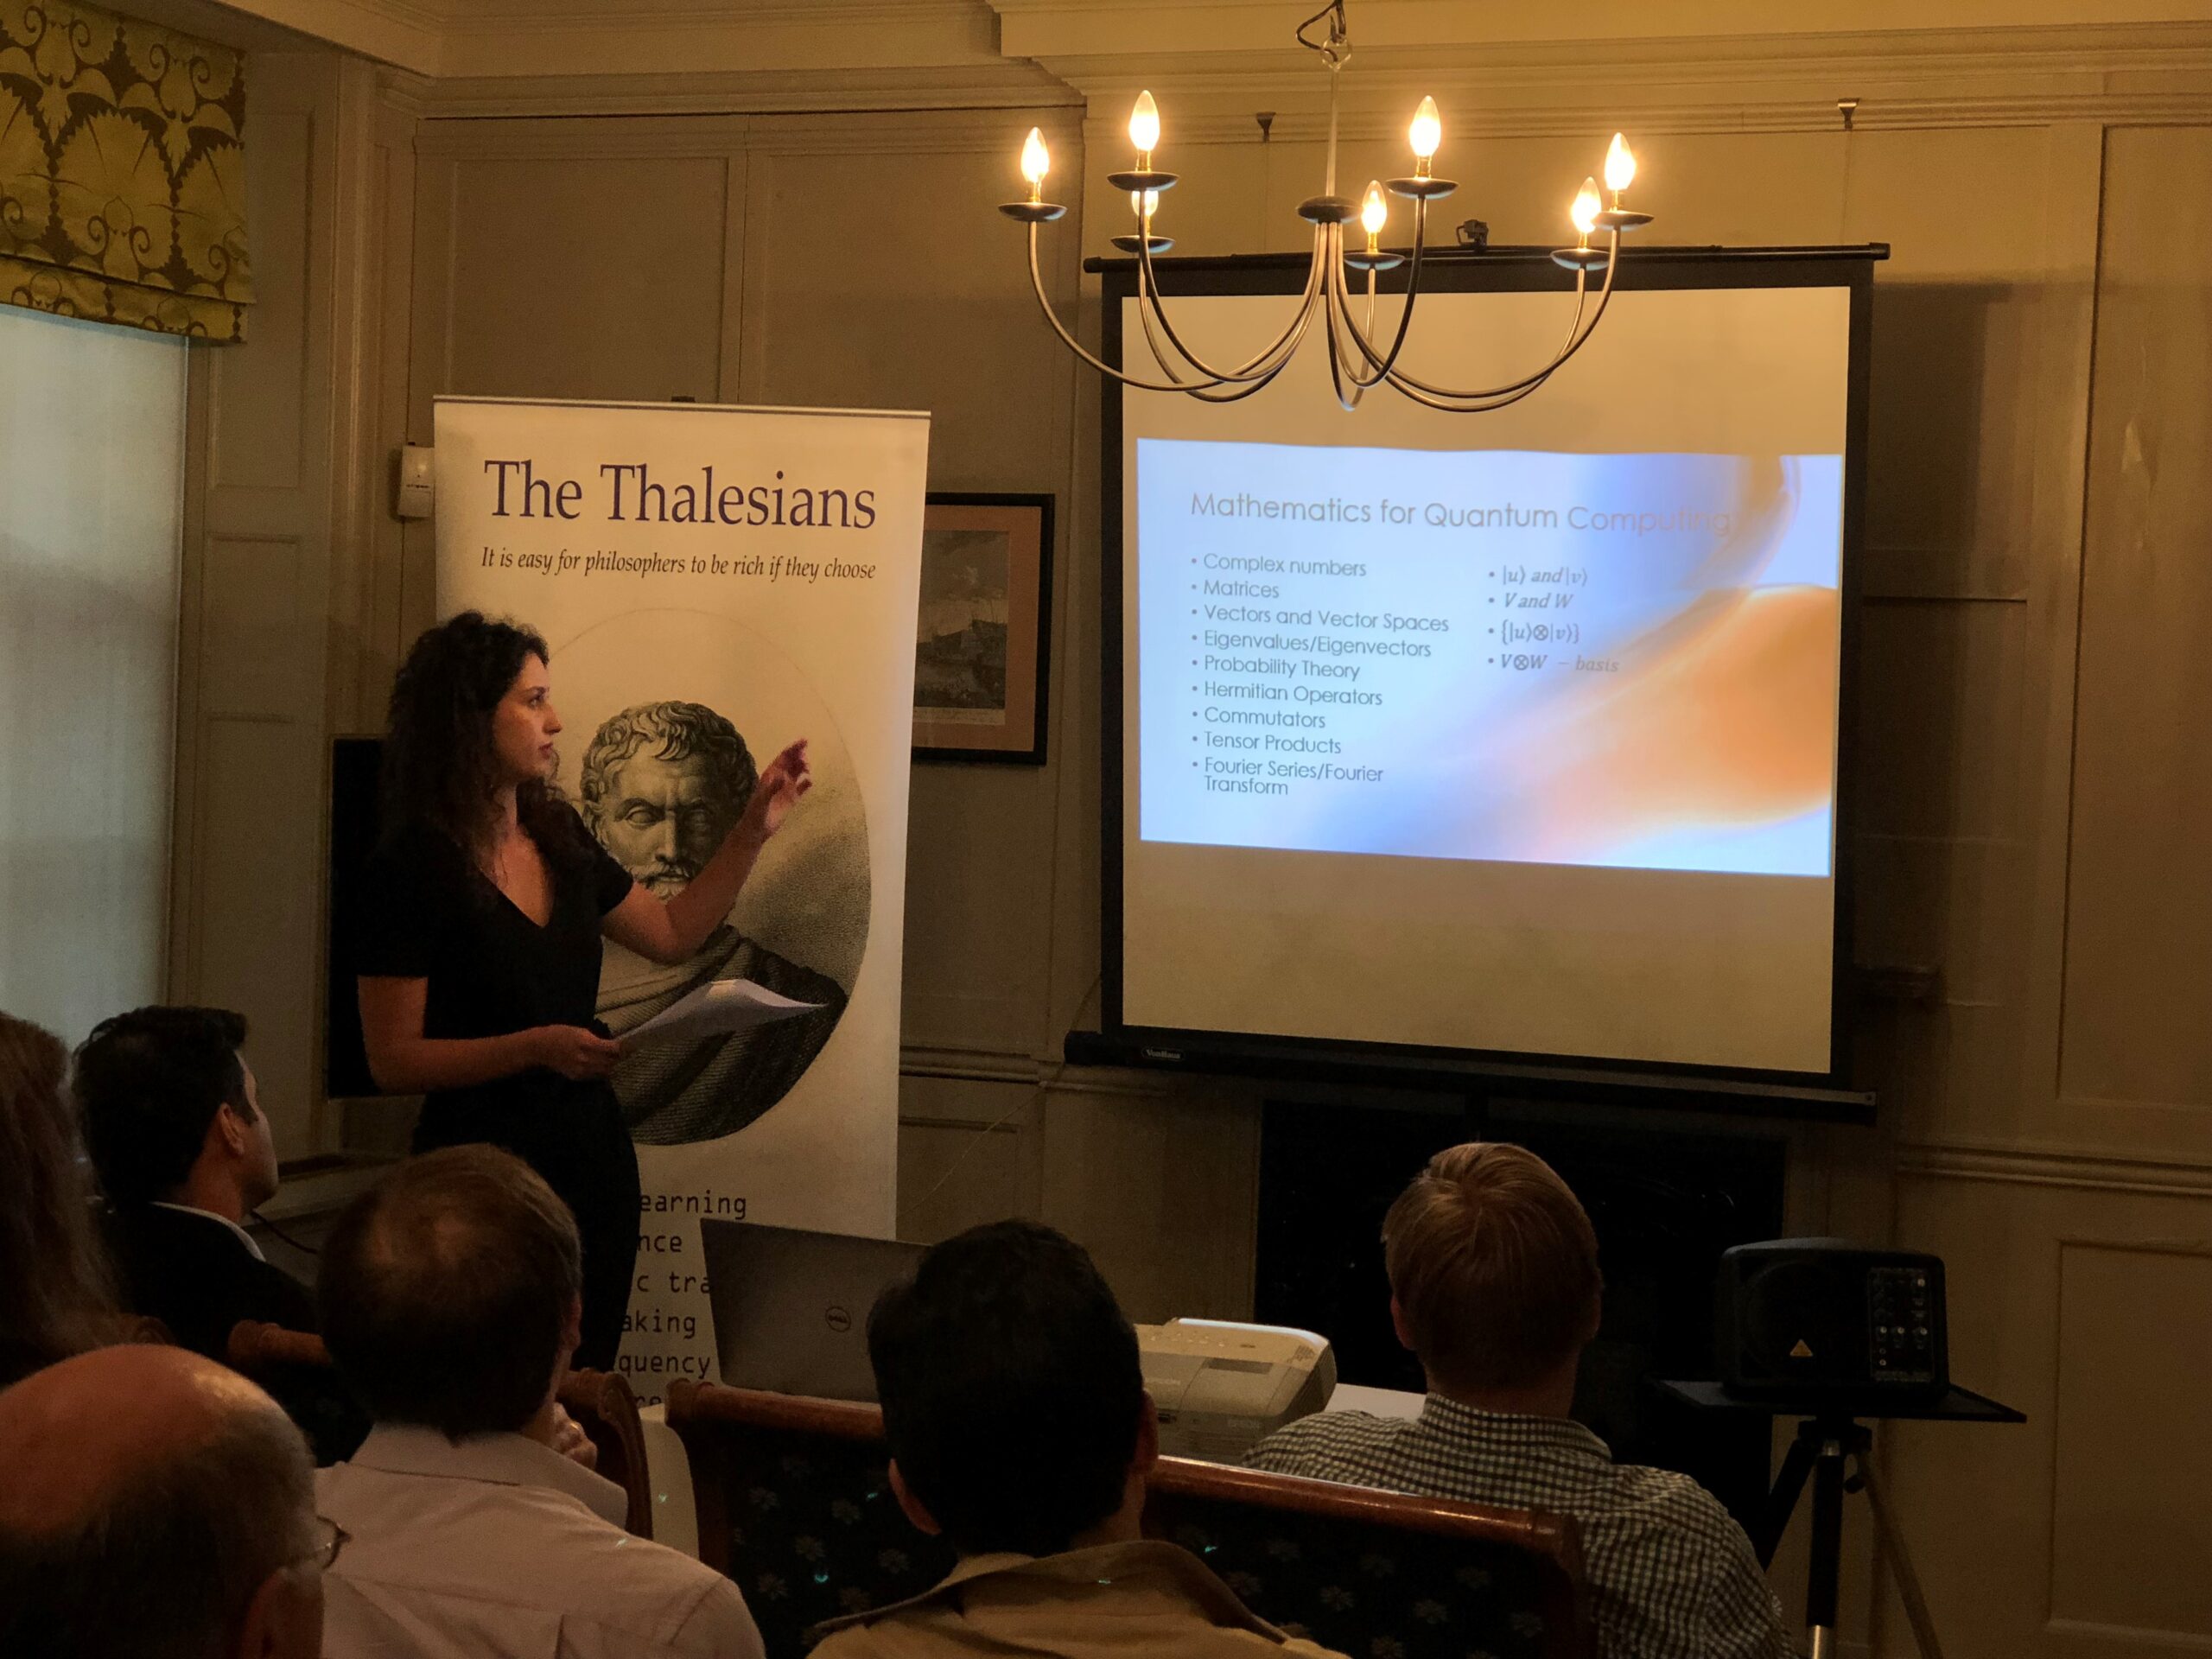 The Thalesians
It is easy for philosophers to be rich if they choose
earning
nce
c tra
aking
quency
Mathematics for Quantum Computing
• Complex numbers
• Matrices
• Vectors and Vector Spaces
• Eigenvalues/Eigenvectors
• Probability Theory
• Hermitian Operators
• Commutators
• Tensor Products
• Fourier Series/Fourier
Transform
• |u⟩ and |v⟩
• V and W
• {|u⟩⊗|v⟩}
• V⊗W – basis
DELL